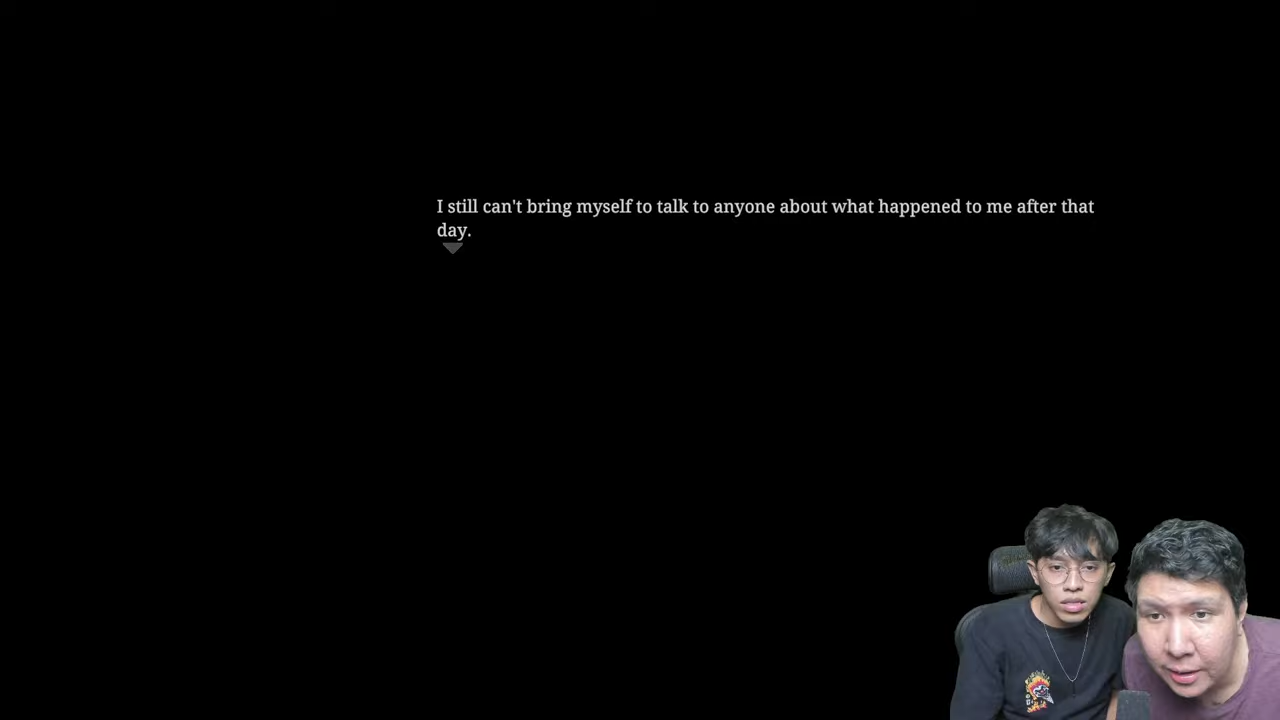 I still can't bring myself to talk to anyone about what happened to me after that
day.